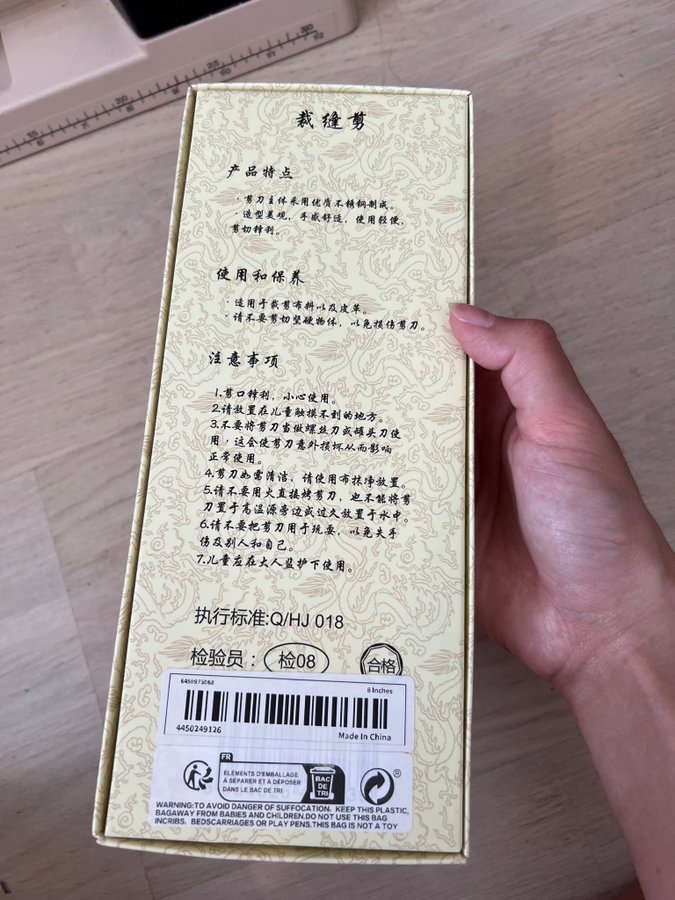 裁缝剪
产品特点
·剪刀主体采用优质不锈钢制成。
·造型美观，手感舒适，使用轻便，
剪切锋利。
使用和保养
·适用于裁剪布料以及皮革。
·请不要剪切坚硬物体，以免损伤剪刀。
注意事项
1.剪口锋利，小心使用。
2.请放置在儿童触摸不到的地方。
3.不要将剪刀当做螺丝刀或罐头刀使
用，这会使剪刀意外损坏从而影响
正常使用。
4.剪刀如需清洁，请使用布抹净放置。
5.请不要用火直接烤剪刀，也不能将剪
刀置于高温源旁边或过久放置于水中。
6.请不要把剪刀用于玩耍，以免失手
伤及别人和自己。
7.儿童应在大人监护下使用。
执行标准:Q/HJ 018
检验员： 检08 合格
6450975068 6 Inches
4450249126 Made In China
FR
ELEMENTS D'EMBALLAGE
À SÉPARER ET À DÉPOSER
DANS LE BAC DE TRI
BAC
DE
TRI
WARNING:TO AVOID DANGER OF SUFFOCATION. KEEP THIS PLASTIC,
BAGAWAY FROM BABIES AND CHILDREN.DO NOT USE THIS BAG
INCRIBS. BEDSCARRIAGES OR PLAY PENS.THIS BAG IS NOT A TOY